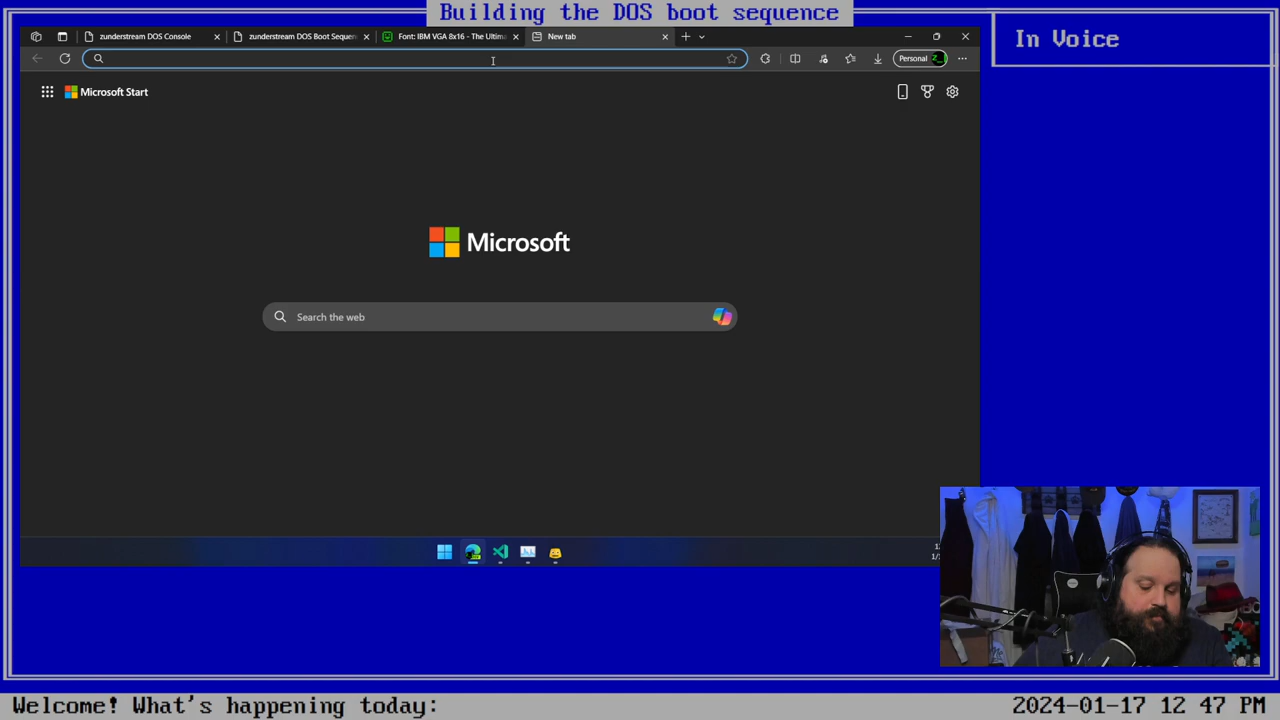 Building the DOS boot sequence
In Voice
zunderstream DOS Console
zunderstream DOS Boot Sequen
Font: IBM VGA 8x16 - The Ultima
New tab
Personal
Microsoft Start
Microsoft
Search the web
Welcome! What's happening today:
2024-01-17 12 47 PM